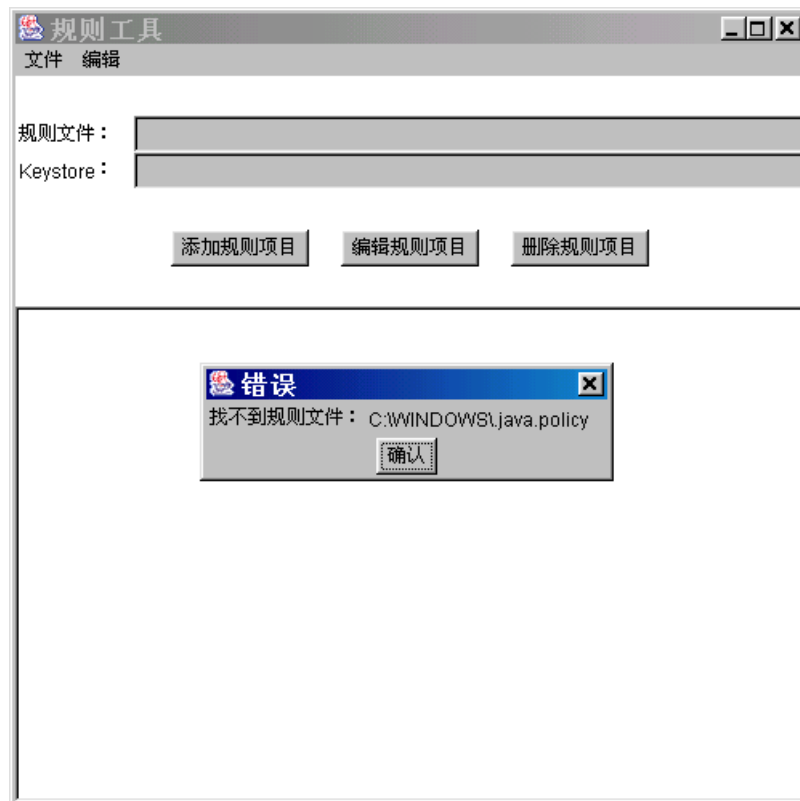 规则工具
文件 编辑
规则文件：
Keystore：
添加规则项目 编辑规则项目 删除规则项目
错误
找不到规则文件： C:\WINDOWS\.java.policy
确认